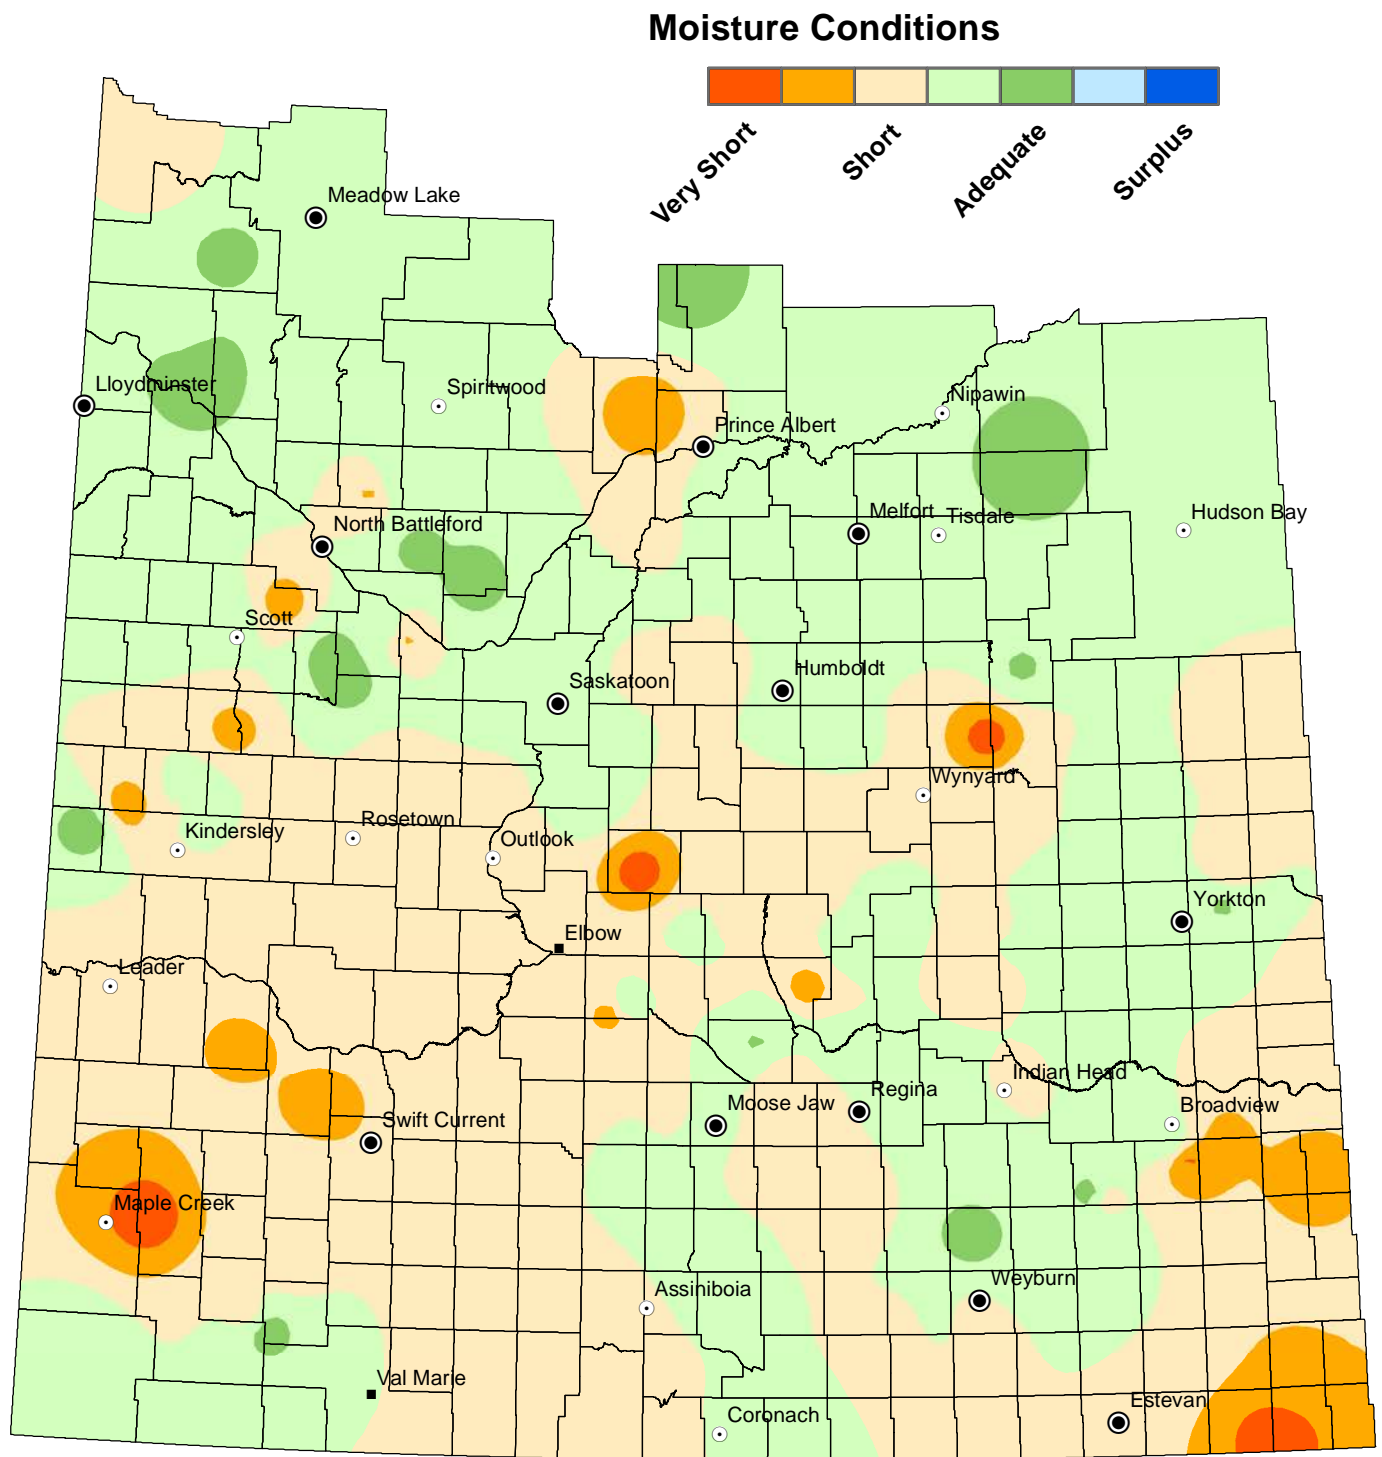 Moisture Conditions
Very Short
Short
Adequate
Surplus
Meadow Lake
Lloydminster
Spiritwood
Nipawin
Prince Albert
Hudson Bay
Melfort
Tisdale
North Battleford
Scott
Humboldt
Saskatoon
Wynyard
Rosetown
Kindersley
Outlook
Yorkton
Elbow
Leader
Indian Head
Regina
Moose Jaw
Broadview
Swift Current
Maple Creek
Weyburn
Assiniboia
Val Marie
Estevan
Coronach